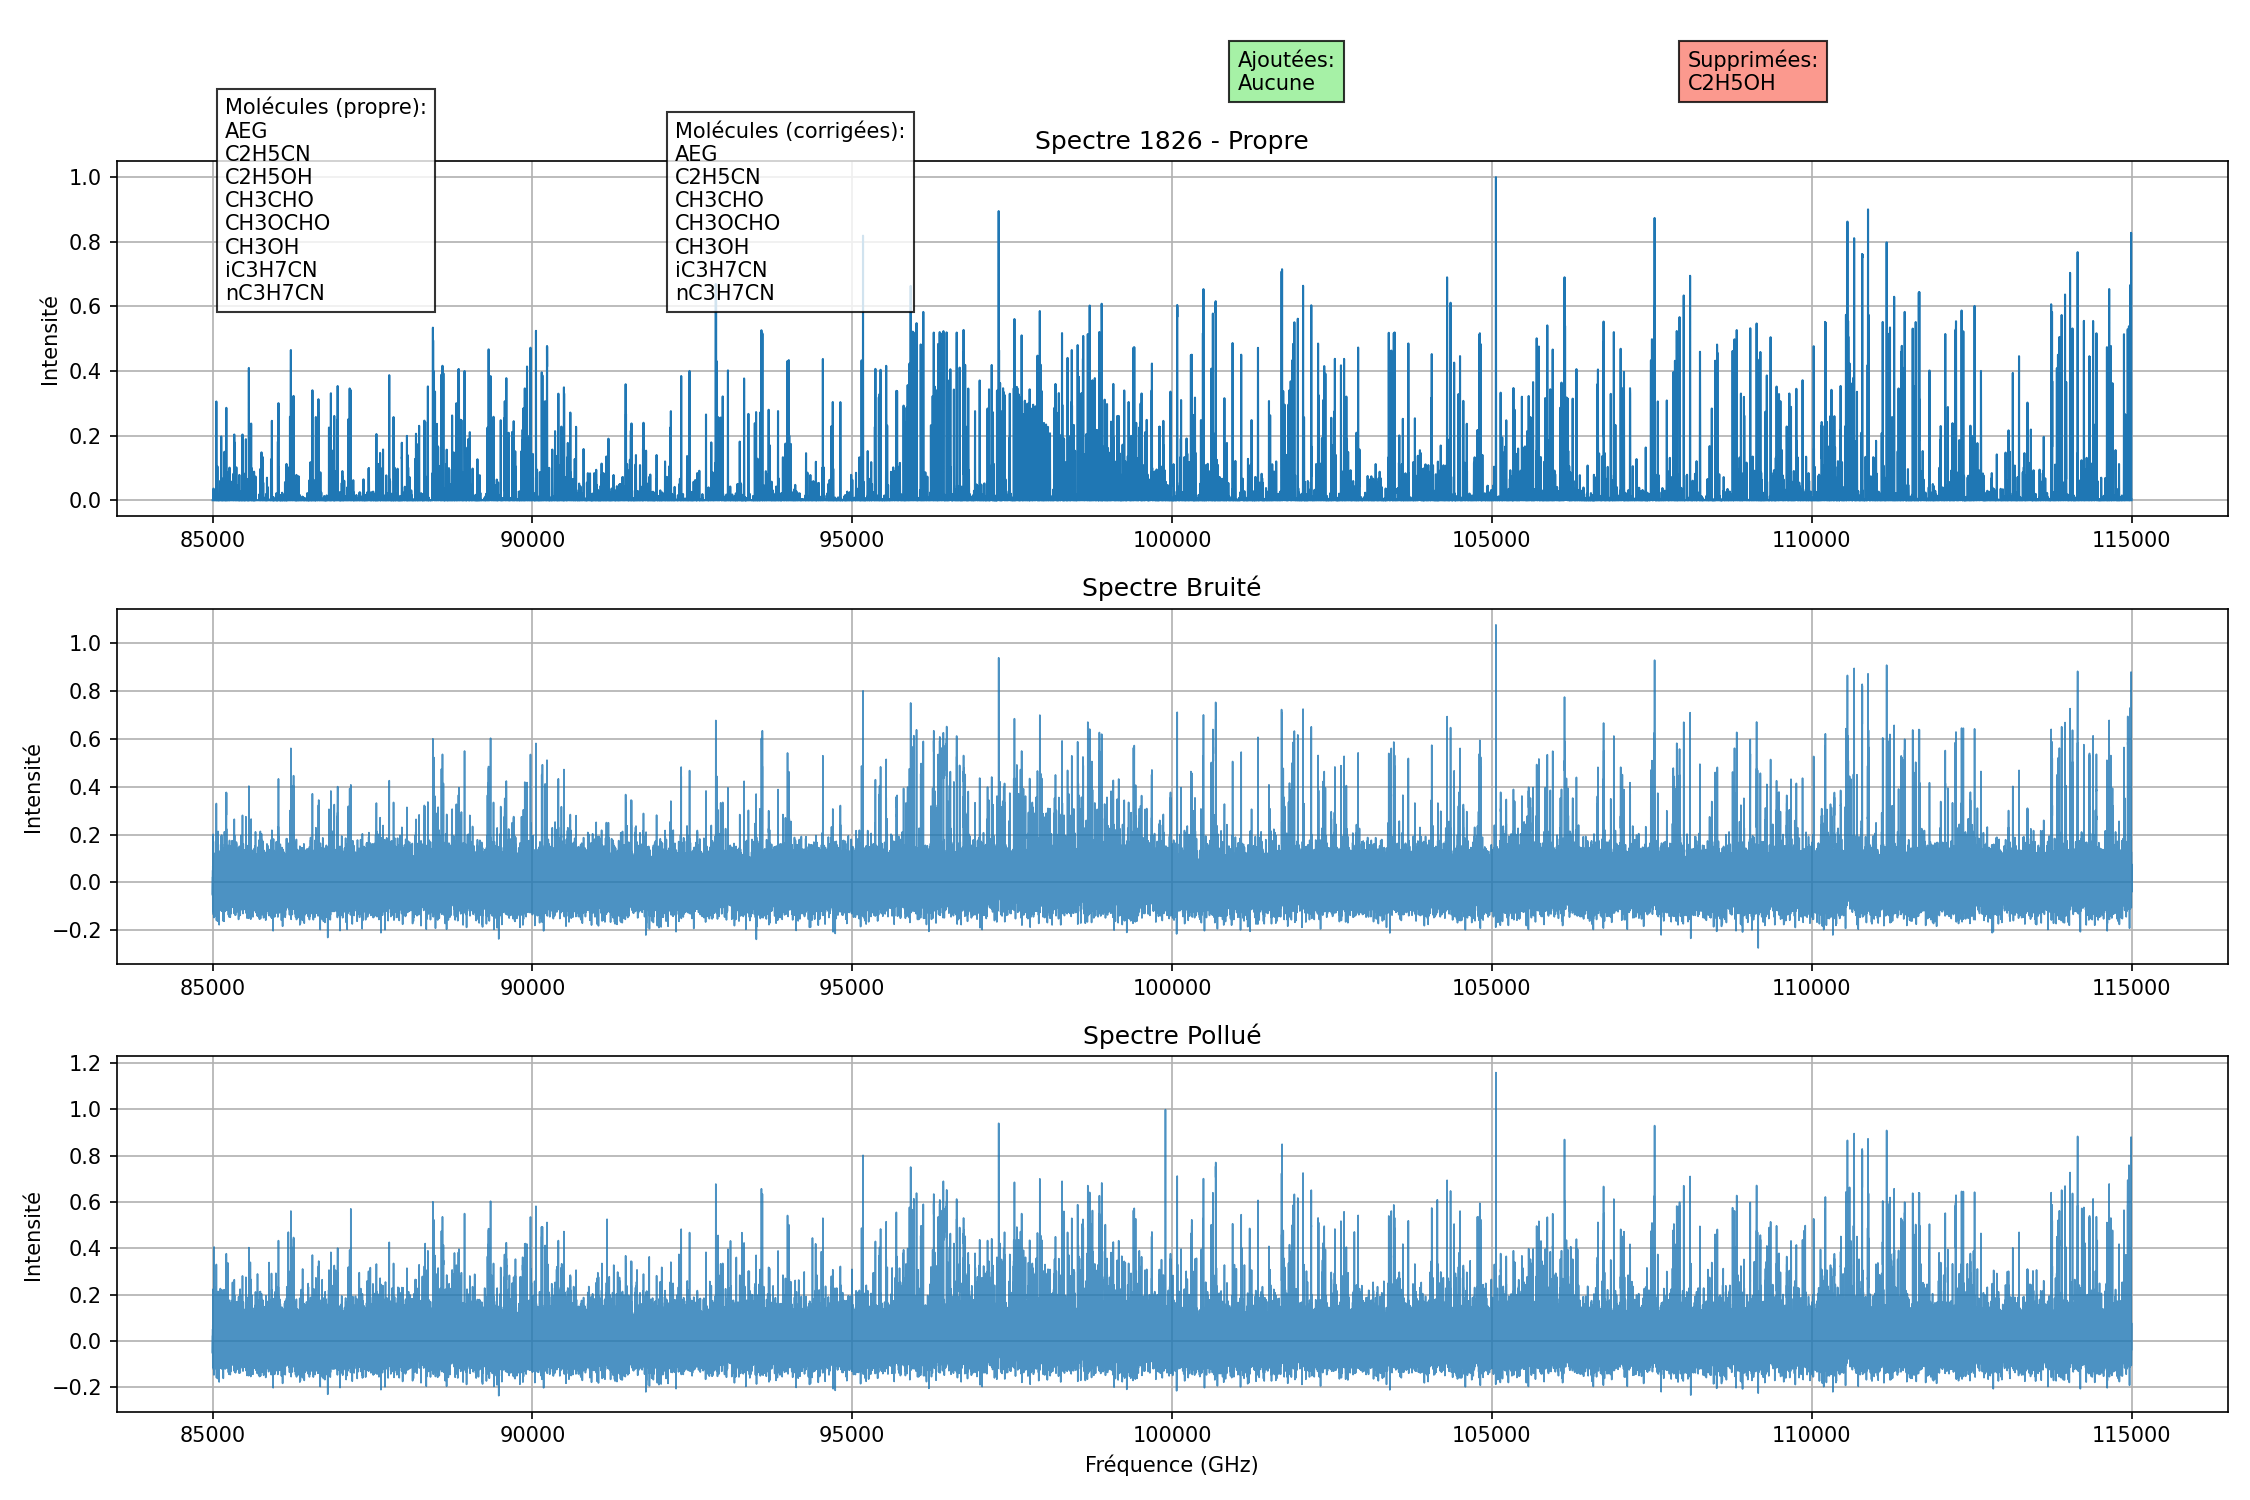 Ajoutées:
Aucune
Supprimées:
C2H5OH
Molécules (propre):
AEG
C2H5CN
C2H5OH
CH3CHO
CH3OCHO
CH3OH
iC3H7CN
nC3H7CN
Molécules (corrigées):
AEG
C2H5CN
CH3CHO
CH3OCHO
CH3OH
iC3H7CN
nC3H7CN
Spectre 1826 - Propre
Intensité
1.0
0.8
0.6
0.4
0.2
0.0
85000 90000 95000 100000 105000 110000 115000
Spectre Bruité
Intensité
1.0
0.8
0.6
0.4
0.2
0.0
−0.2
85000 90000 95000 100000 105000 110000 115000
Spectre Pollué
Intensité
1.2
1.0
0.8
0.6
0.4
0.2
0.0
−0.2
85000 90000 95000 100000 105000 110000 115000
Fréquence (GHz)